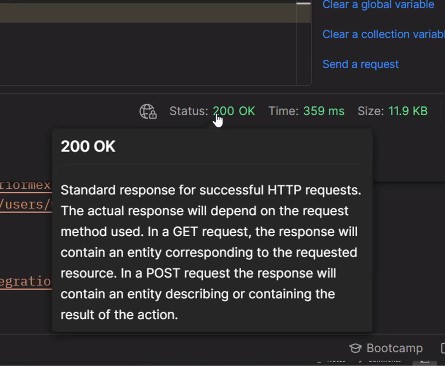 Clear a global variable
Clear a collection variabl
Send a request
Status: 200 OK Time: 359 ms Size: 11.9 KB
200 OK
Standard response for successful HTTP requests.
The actual response will depend on the request
method used. In a GET request, the response will
contain an entity corresponding to the requested
resource. In a POST request the response will
contain an entity describing or containing the
result of the action.
/users/
egratio
Bootcamp